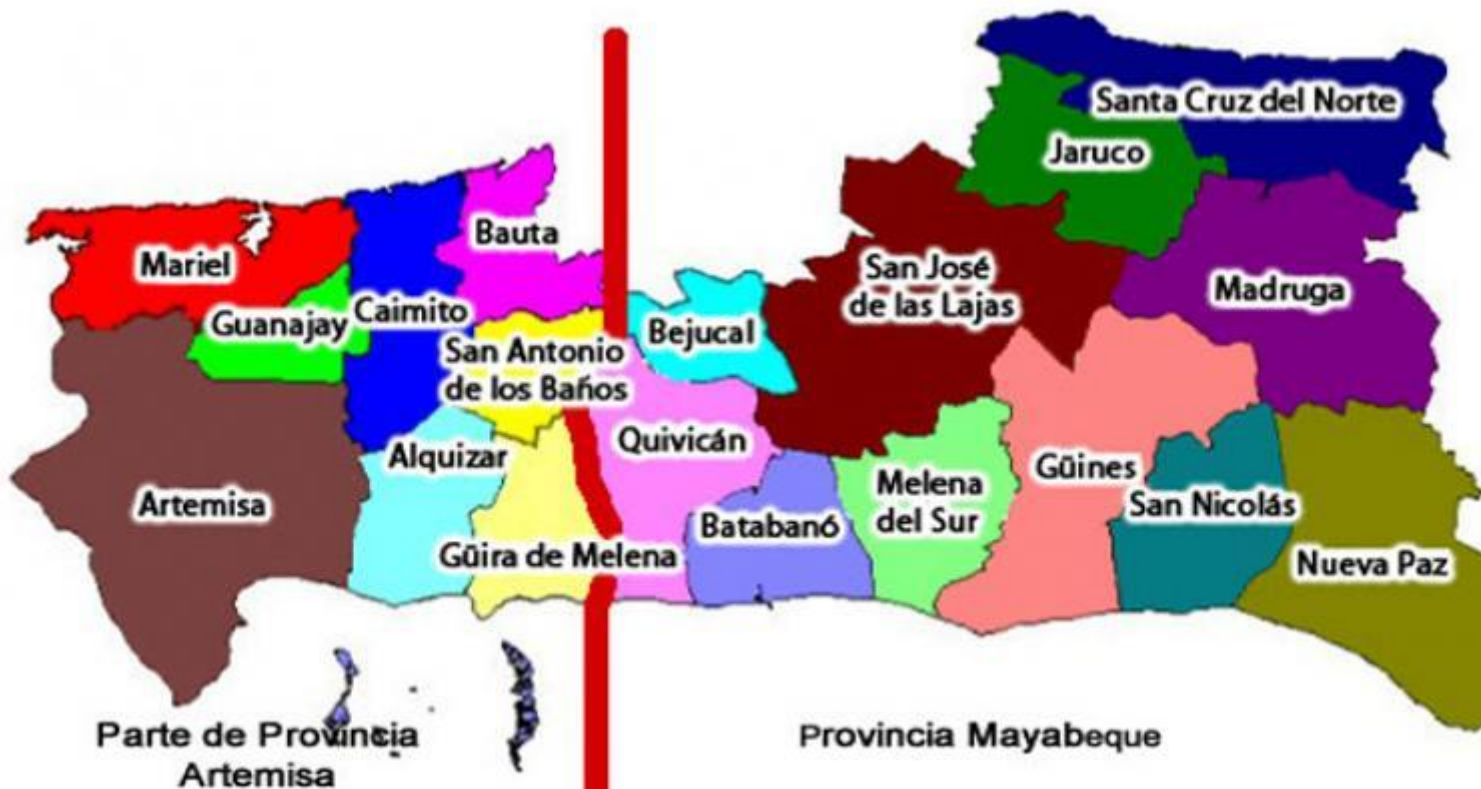 Santa Cruz del Norte
Jaruco
Bauta
Mariel
San José
de las Lajas
Madruga
Guanajay
Caimito
Bejucal
San Antonio
de los Baños
Quivicán
Alquizar
Güines
Melena
del Sur
Artemisa
San Nicolás
Batabanó
Güira de Melena
Nueva Paz
Parte de Provincia
Artemisa
Provincia Mayabeque